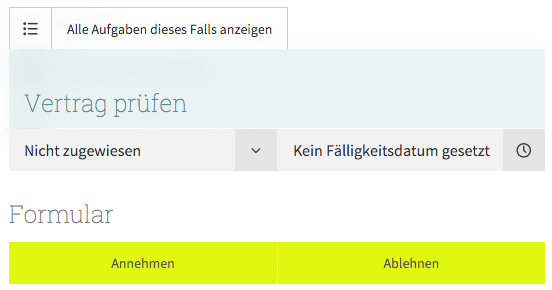 Alle Aufgaben dieses Falls anzeigen
Vertrag prüfen
Nicht zugewiesen
Kein Fälligkeitsdatum gesetzt
Formular
Annehmen
Ablehnen